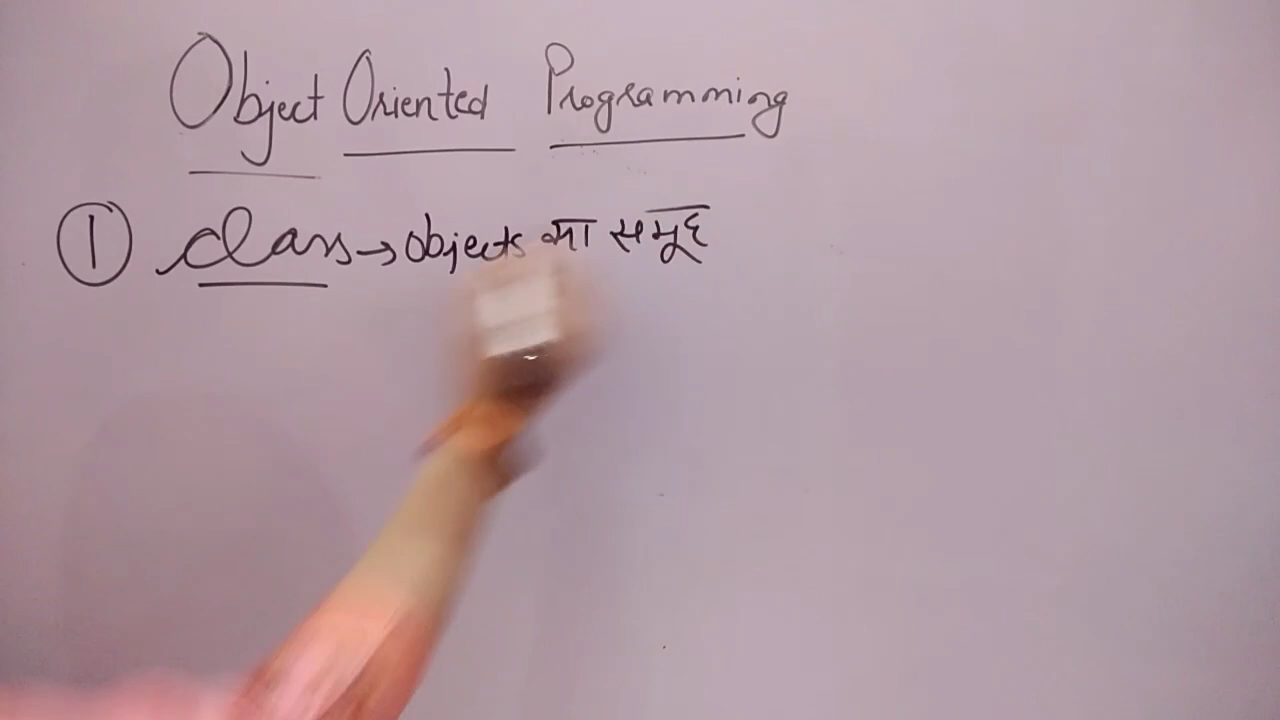 Object Oriented Programming
① class → objects का समूह